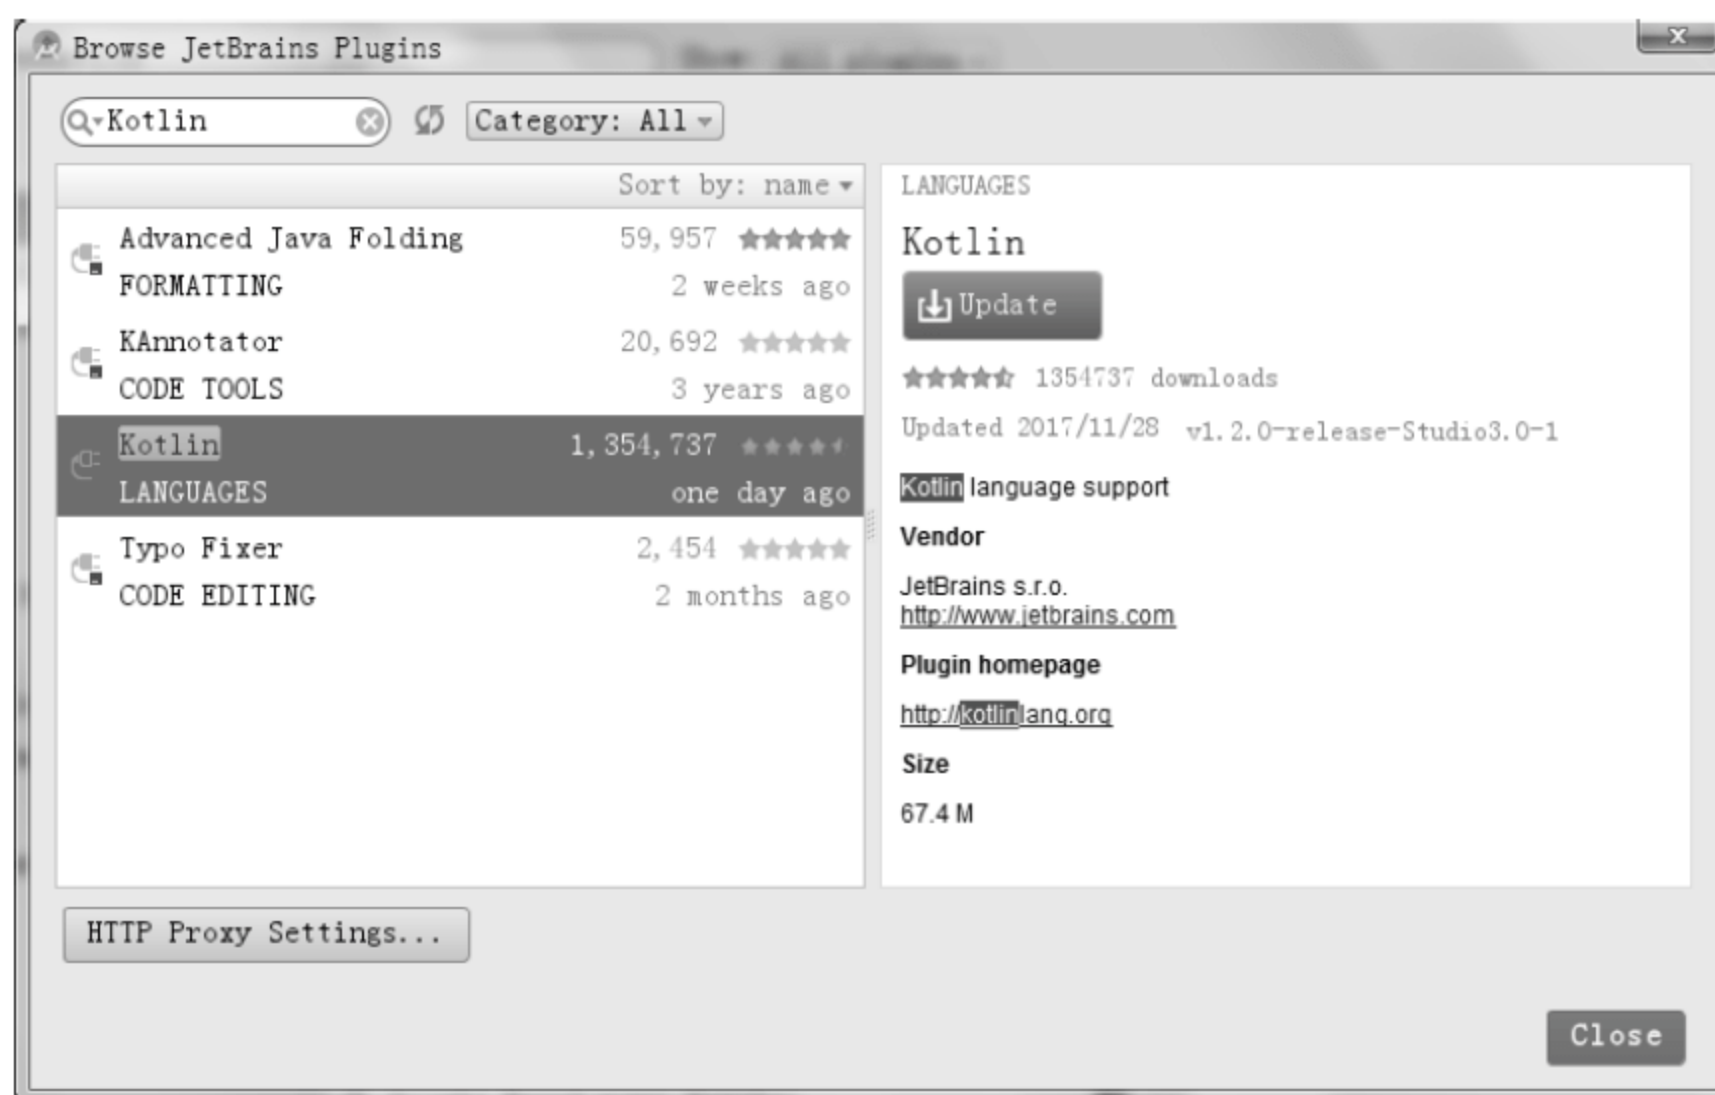 Browse JetBrains Plugins
Kotlin
Category: All
Sort by: name
Advanced Java Folding 59,957
FORMATTING 2 weeks ago
KAnnotator 20,692
CODE TOOLS 3 years ago
Kotlin 1,354,737
LANGUAGES one day ago
Typo Fixer 2,454
CODE EDITING 2 months ago
LANGUAGES
Kotlin
Update
1354737 downloads
Updated 2017/11/28 v1.2.0-release-Studio3.0-1
Kotlin language support
Vendor
JetBrains s.r.o.
http://www.jetbrains.com
Plugin homepage
http://kotlinlang.org
Size
67.4 M
HTTP Proxy Settings...
Close